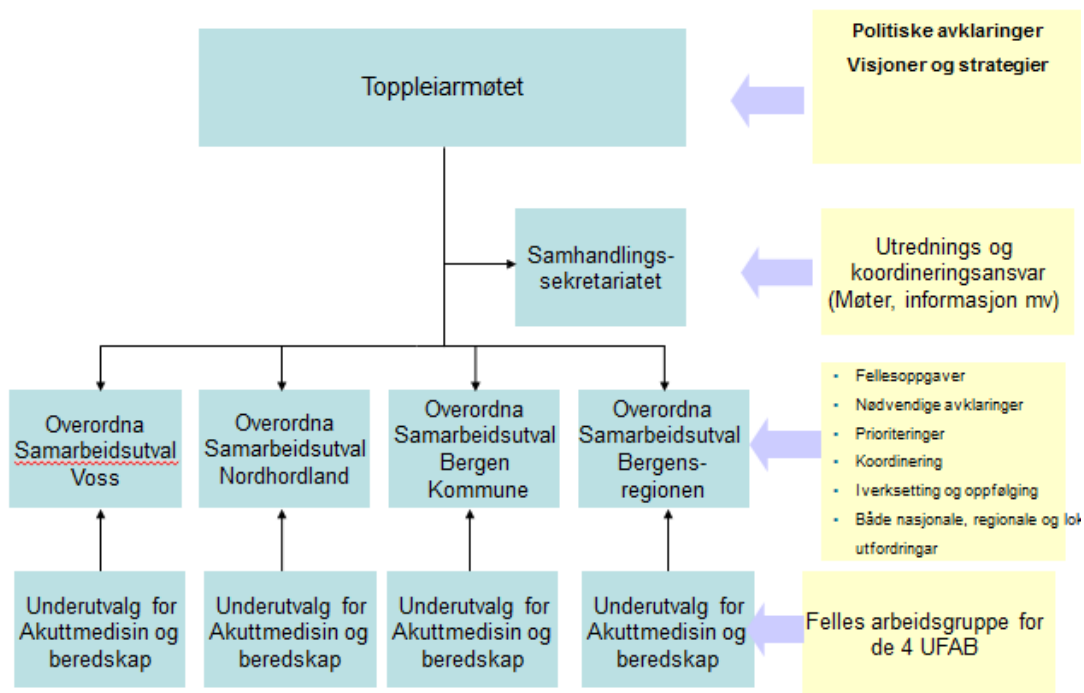 Toppleiarmøtet
Politiske avklaringer
Visjoner og strategier
Samhandlings-
sekretariatet
Utrednings og
koordineringsansvar
(Møter, informasjon mv)
Overordna
Samarbeidsutval
Voss
Overordna
Samarbeidsutval
Nordhordland
Overordna
Samarbeidsutval
Bergen
Kommune
Overordna
Samarbeidsutval
Bergens-
regionen
• Fellesoppgaver
• Nødvendige avklaringer
• Prioriteringer
• Koordinering
• Iverksetting og oppfølging
• Både nasjonale, regionale og lok
utfordringar
Underutvalg for
Akuttmedisin og
beredskap
Underutvalg for
Akuttmedisin og
beredskap
Underutvalg for
Akuttmedisin og
beredskap
Underutvalg for
Akuttmedisin og
beredskap
Felles arbeidsgruppe for
de 4 UFAB